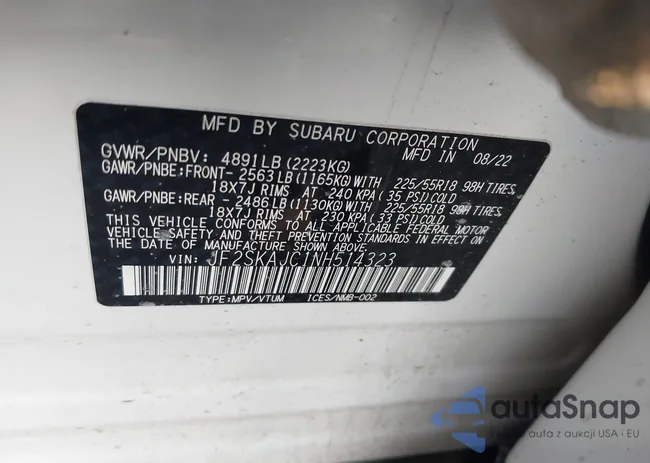 MFD BY SUBARU CORPORATION
GVWR/PNBV: 4891LB(2223KG) MFD IN 08/22
GAWR/PNBE:FRONT- 2563LB(1165KG)WITH 225/55R18 98H TIRES,
18X7J RIMS AT 240 KPA(35 PSI)COLD
GAWR/PNBE:REAR - 2486LB(1130KG)WITH 225/55R18 98H TIRES,
18X7J RIMS AT 230 KPA(33 PSI)COLD
THIS VEHICLE CONFORMS TO ALL APPLICABLE FEDERAL MOTOR
VEHICLE SAFETY AND THEFT PREVENTION STANDARDS IN EFFECT
ON THE DATE OF MANUFACTURE SHOWN ABOVE.
VIN: JF2SKAJC1NH514323
TYPE:MPV/VTUM ICES/NMB-002
autaSnap
auta z aukcji USA i EU